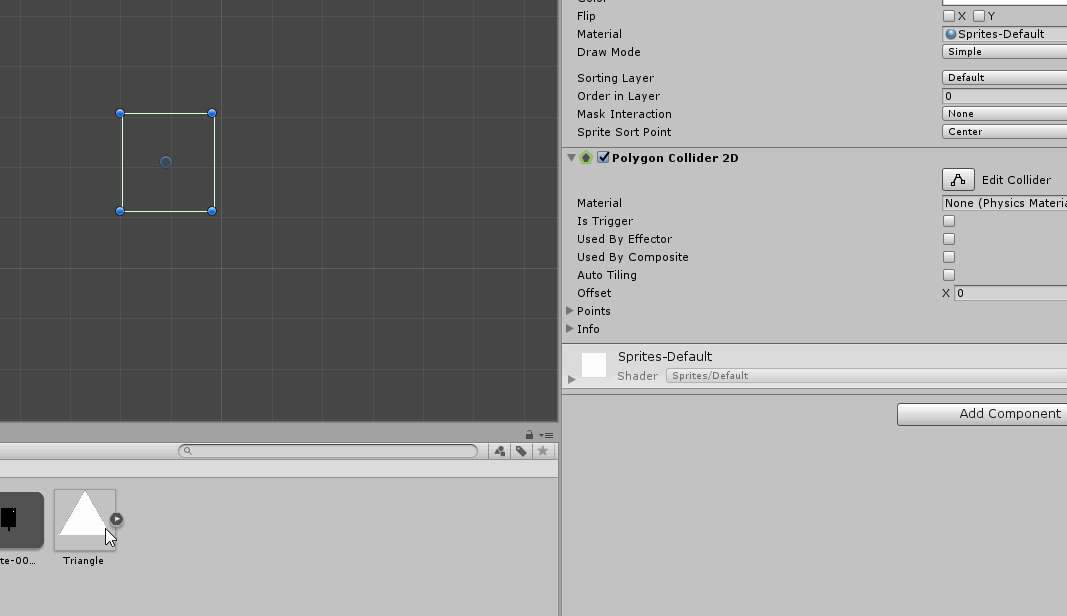 Flip X Y
Material Sprites-Default
Draw Mode Simple
Sorting Layer Default
Order in Layer 0
Mask Interaction None
Sprite Sort Point Center
Polygon Collider 2D
Edit Collider
Material None (Physics Materia
Is Trigger
Used By Effector
Used By Composite
Auto Tiling
Offset X 0
Points
Info
Sprites-Default
Shader Sprites/Default
Add Component
te-00... Triangle